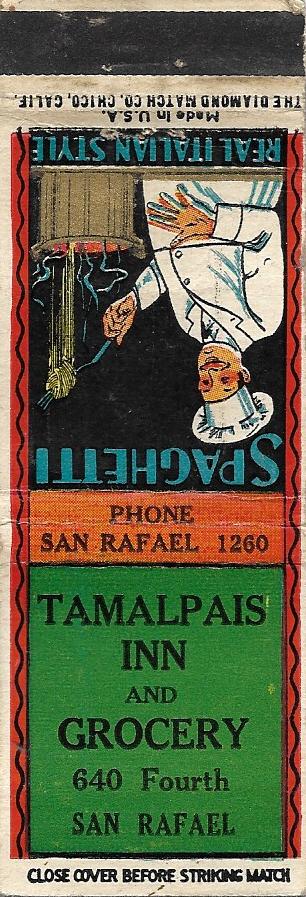 Made in U.S.A.
THE DIAMOND MATCH CO. CHICO, CALIF.
REAL ITALIAN STYLE
SPAGHETTI
PHONE
SAN RAFAEL 1260
TAMALPAIS
INN
AND
GROCERY
640 Fourth
SAN RAFAEL
CLOSE COVER BEFORE STRIKING MATCH